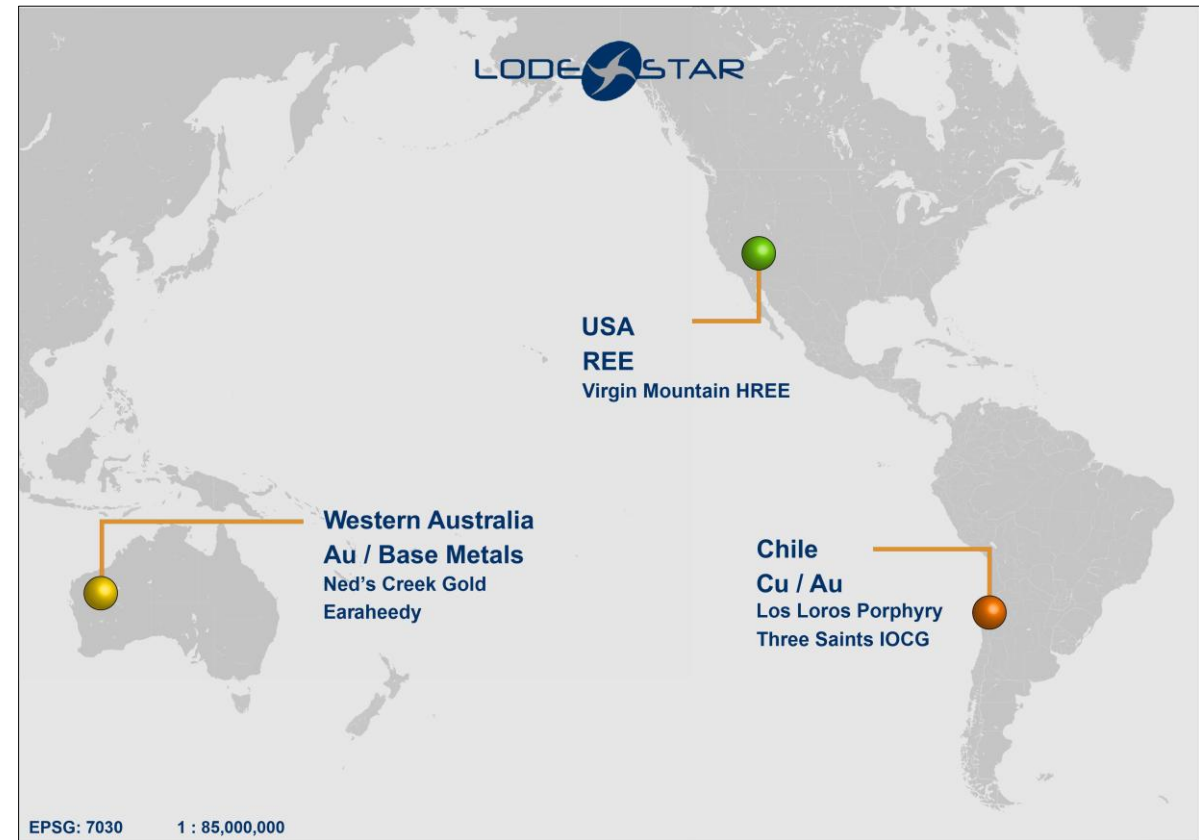 LODESTAR
USA
REE
Virgin Mountain HREE
Western Australia
Au / Base Metals
Ned's Creek Gold
Earaheedy
Chile
Cu / Au
Los Loros Porphyry
Three Saints IOCG
EPSG: 7030 1 : 85,000,000